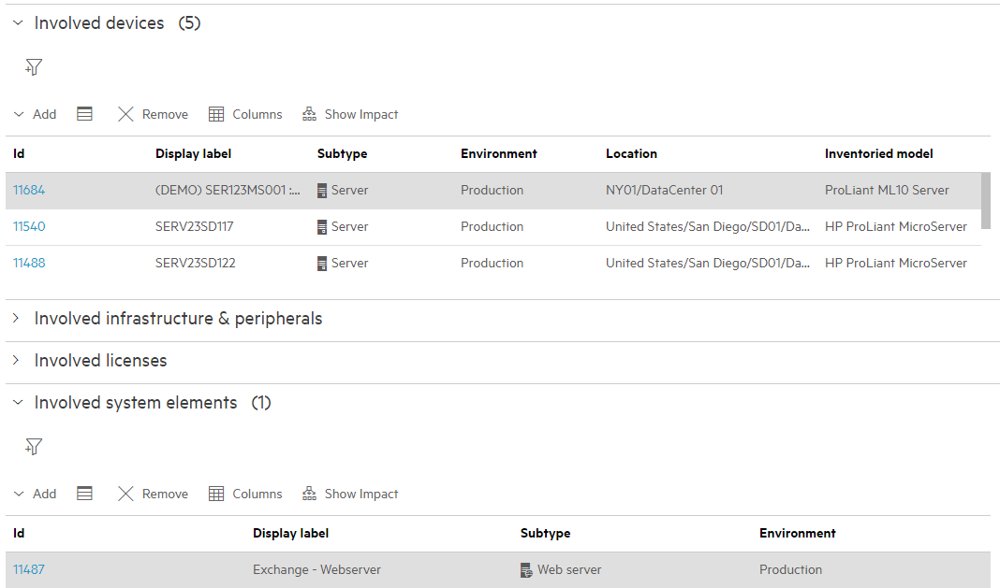 Involved devices (5)
Add Remove Columns Show Impact
Id Display label Subtype Environment Location Inventoried model
11684 (DEMO) SER123MS001 :... Server Production NY01/DataCenter 01 ProLiant ML10 Server
11540 SERV23SD117 Server Production United States/San Diego/SD01/Da... HP ProLiant MicroServer
11488 SERV23SD122 Server Production United States/San Diego/SD01/Da... HP ProLiant MicroServer
Involved infrastructure & peripherals
Involved licenses
Involved system elements (1)
Add Remove Columns Show Impact
Id Display label Subtype Environment
11487 Exchange - Webserver Web server Production